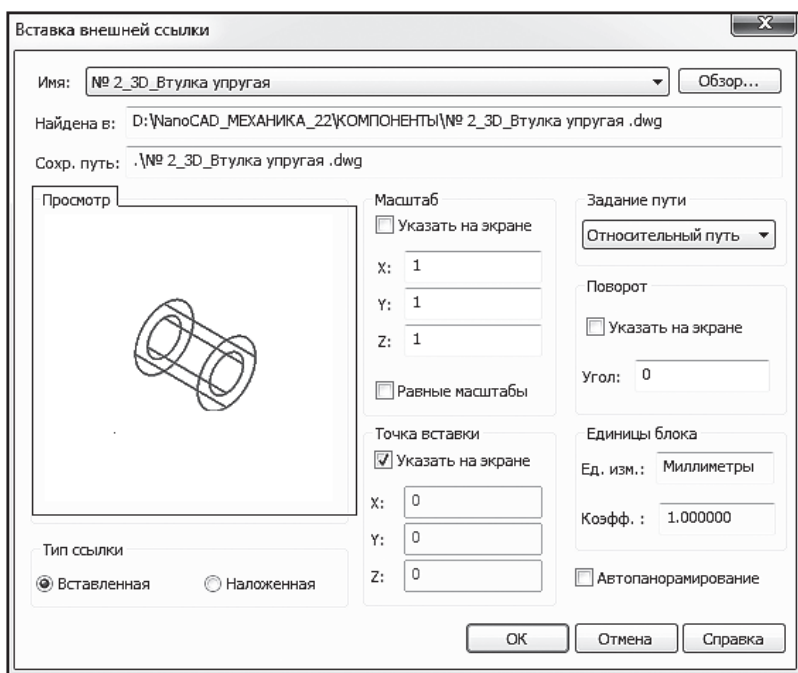 Вставка внешней ссылки
Имя: № 2_3D_Втулка упругая Обзор...
Найдена в: D:\NanoCAD_МЕХАНИКА_22\КОМПОНЕНТЫ\№ 2_3D_Втулка упругая .dwg
Сохр. путь: .\№ 2_3D_Втулка упругая .dwg
Просмотр
Масштаб
Указать на экране
X: 1
Y: 1
Z: 1
Равные масштабы
Задание пути
Относительный путь
Поворот
Указать на экране
Угол: 0
Точка вставки
Указать на экране
X: 0
Y: 0
Z: 0
Единицы блока
Ед. изм.: Миллиметры
Коэфф. : 1.000000
Тип ссылки
Вставленная Наложенная
Автопанорамирование
ОК Отмена Справка